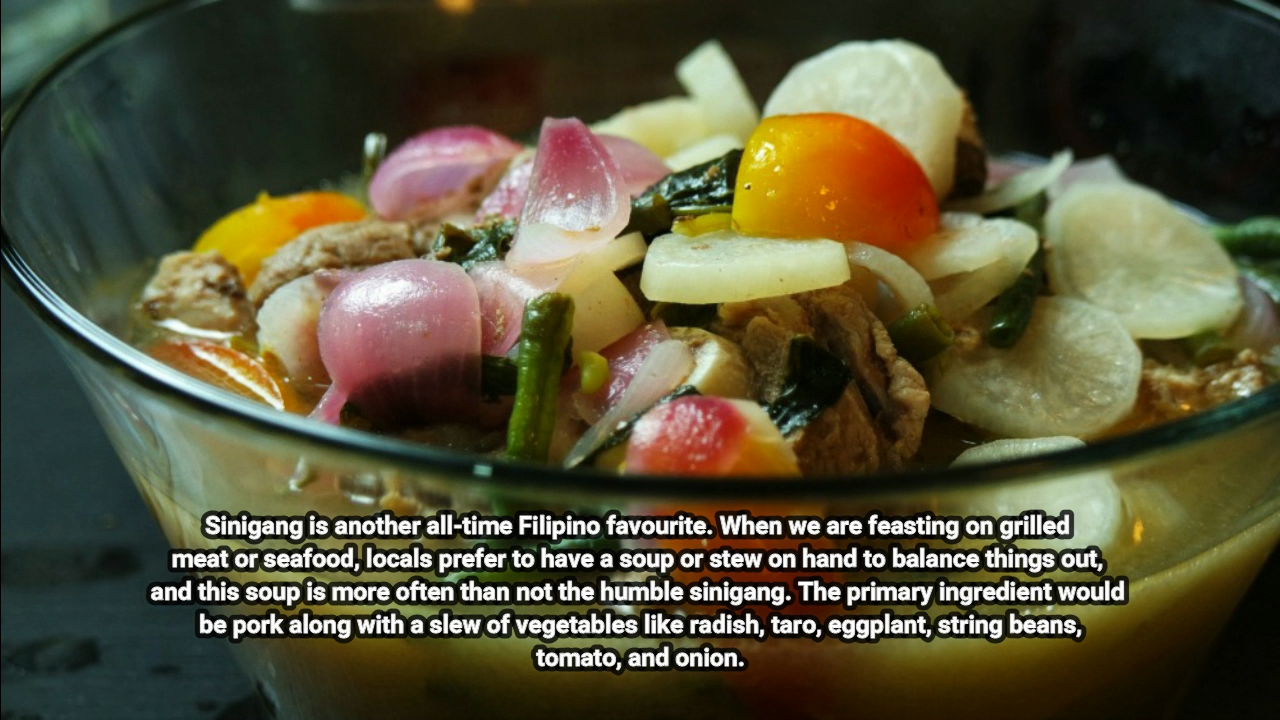 Sinigang is another all-time Filipino favourite. When we are feasting on grilled
meat or seafood, locals prefer to have a soup or stew on hand to balance things out,
and this soup is more often than not the humble sinigang. The primary ingredient would
be pork along with a slew of vegetables like radish, taro, eggplant, string beans,
tomato, and onion.